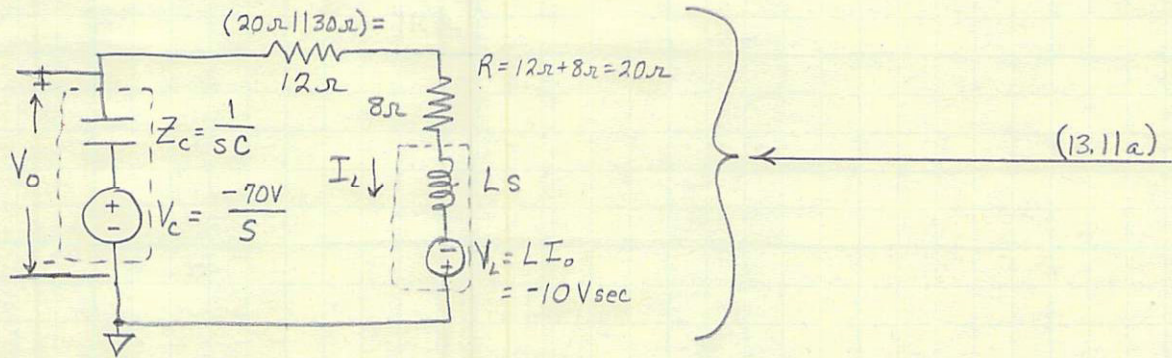 (20Ω||30Ω)=
12Ω
R=12Ω+8Ω=20Ω
8Ω
+
Z_C = 1/SC
V_O
I_L ↓
LS
+
-
V_C = -70V/S
-
+
V_L = LI_O
= -10 V sec
(13.11a)